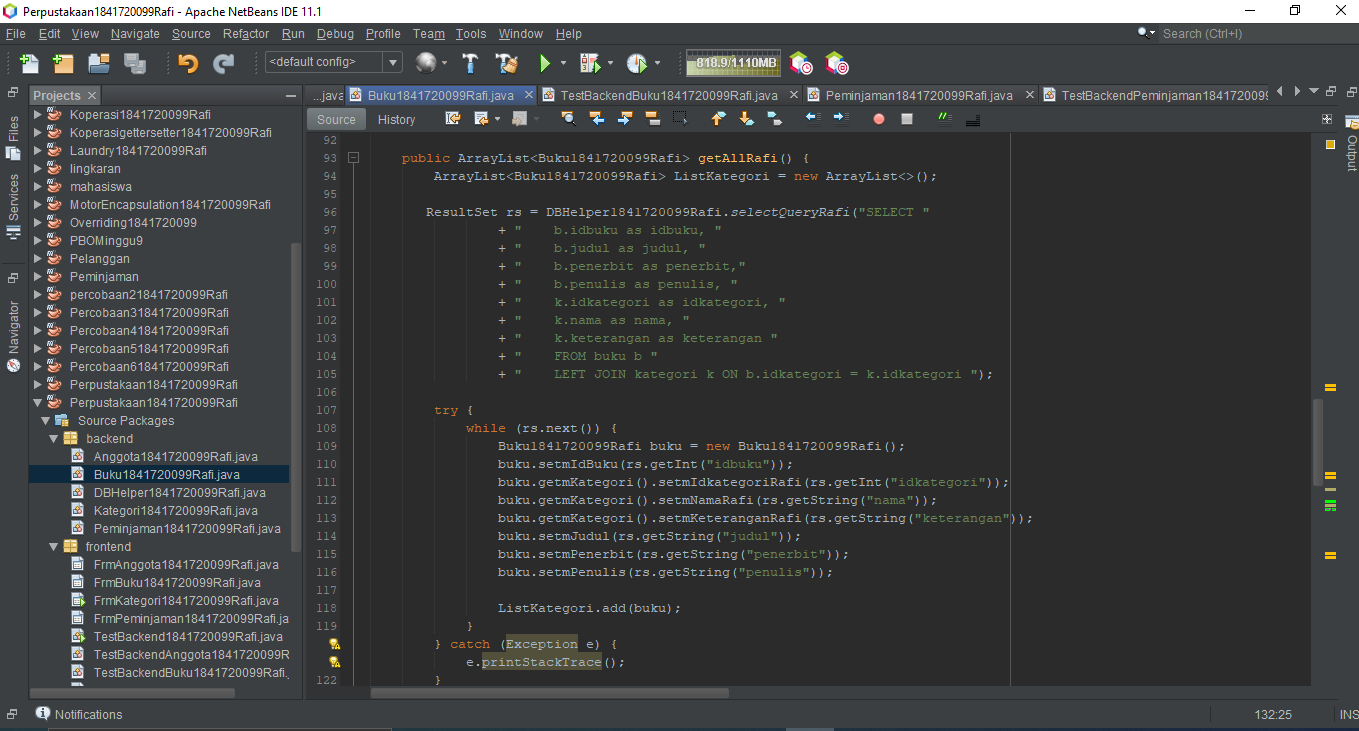 Perpustakaan1841720099Rafi - Apache NetBeans IDE 11.1
File Edit View Navigate Source Refactor Run Debug Profile Team Tools Window Help
Search (Ctrl+I)
<default config>
818.9/1110MB
Projects
...java
Buku1841720099Rafi.java
TestBackendBuku1841720099Rafi.java
Peminjaman1841720099Rafi.java
TestBackendPeminjaman1841720099
Files
Services
Navigator
Output
Koperasi1841720099Rafi
Koperasigettersetter1841720099Rafi
Laundry1841720099Rafi
lingkaran
mahasiswa
MotorEncapsulation1841720099Rafi
Overriding1841720099
PBOMinggu9
Pelanggan
Peminjaman
percobaan21841720099Rafi
Percobaan31841720099Rafi
Percobaan41841720099Rafi
Percobaan51841720099Rafi
Percobaan61841720099Rafi
Perpustakaan1841720099Rafi
Perpustakaan1841720099Rafi
Source Packages
backend
Anggota1841720099Rafi.java
Buku1841720099Rafi.java
DBHelper1841720099Rafi.java
Kategori1841720099Rafi.java
Peminjaman1841720099Rafi.java
frontend
FrmAnggota1841720099Rafi.java
FrmBuku1841720099Rafi.java
FrmKategori1841720099Rafi.java
FrmPeminjaman1841720099Rafi.ja
TestBackend1841720099Rafi.java
TestBackendAnggota1841720099R
TestBackendBuku1841720099Rafi.
Source History
92
93 public ArrayList<Buku1841720099Rafi> getAllRafi() {
94 ArrayList<Buku1841720099Rafi> ListKategori = new ArrayList<>();
95
96 ResultSet rs = DBHelper1841720099Rafi.selectQueryRafi("SELECT "
97 + " b.idbuku as idbuku, "
98 + " b.judul as judul, "
99 + " b.penerbit as penerbit,"
100 + " b.penulis as penulis, "
101 + " k.idkategori as idkategori, "
102 + " k.nama as nama, "
103 + " k.keterangan as keterangan "
104 + " FROM buku b "
105 + " LEFT JOIN kategori k ON b.idkategori = k.idkategori ");
106
107 try {
108 while (rs.next()) {
109 Buku1841720099Rafi buku = new Buku1841720099Rafi();
110 buku.setmIdBuku(rs.getInt("idbuku"));
111 buku.getmKategori().setmIdkategoriRafi(rs.getInt("idkategori"));
112 buku.getmKategori().setmNamaRafi(rs.getString("nama"));
113 buku.getmKategori().setmKeteranganRafi(rs.getString("keterangan"));
114 buku.setmJudul(rs.getString("judul"));
115 buku.setmPenerbit(rs.getString("penerbit"));
116 buku.setmPenulis(rs.getString("penulis"));
117
118 ListKategori.add(buku);
119 }
} catch (Exception e) {
e.printStackTrace();
122 }
Notifications
132:25
INS